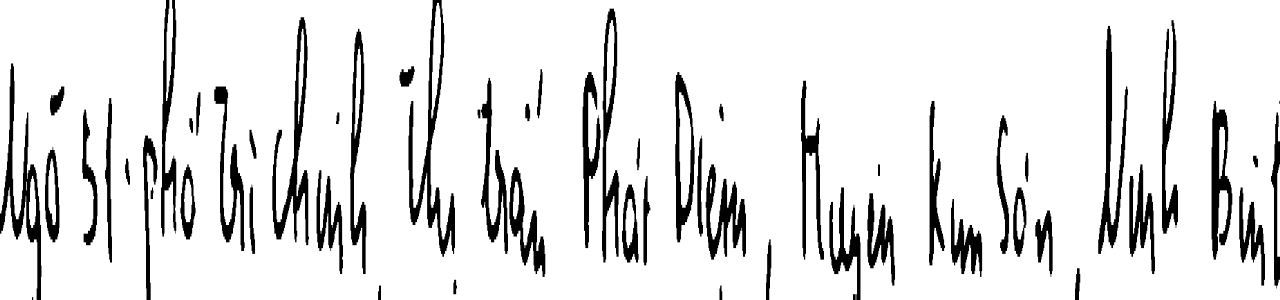 Ngõ 51, phố Trì Chính, Thị trấn Phát Diệm, Huyện Kim Sơn, Ninh Bình